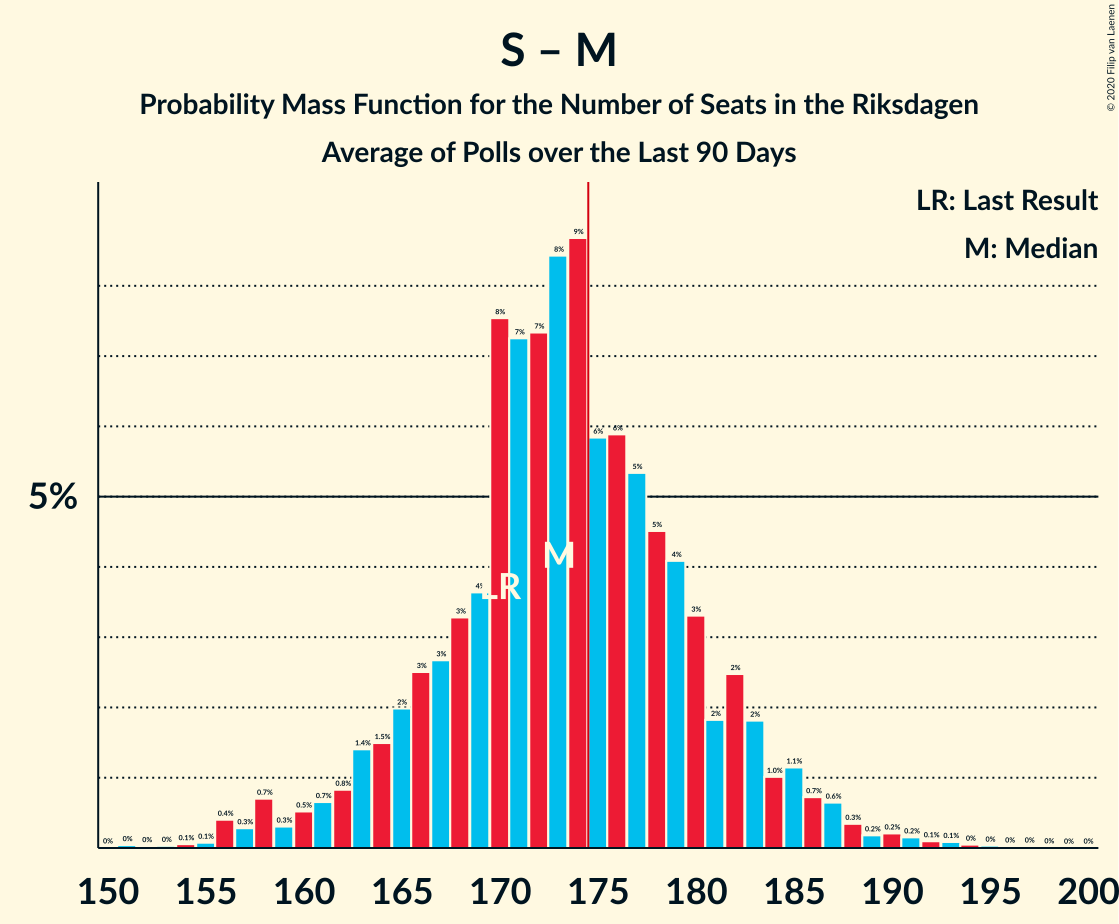 © 2020 Filip van Laenen
S – M
Probability Mass Function for the Number of Seats in the Riksdagen
Average of Polls over the Last 90 Days
LR: Last Result
M: Median
5%
0% 0% 0% 0% 0.1% 0.1% 0.4% 0.3% 0.7% 0.3% 0.5% 0.7% 0.8% 1.4% 1.5% 2% 3% 3% 3% 4% 8% 7% 7% 8% 9% 6% 6% 5% 5% 4% 3% 2% 2% 2% 1.0% 1.1% 0.7% 0.6% 0.3% 0.2% 0.2% 0.2% 0.1% 0.1% 0% 0% 0% 0% 0% 0% 0%
M
LR
150 155 160 165 170 175 180 185 190 195 200